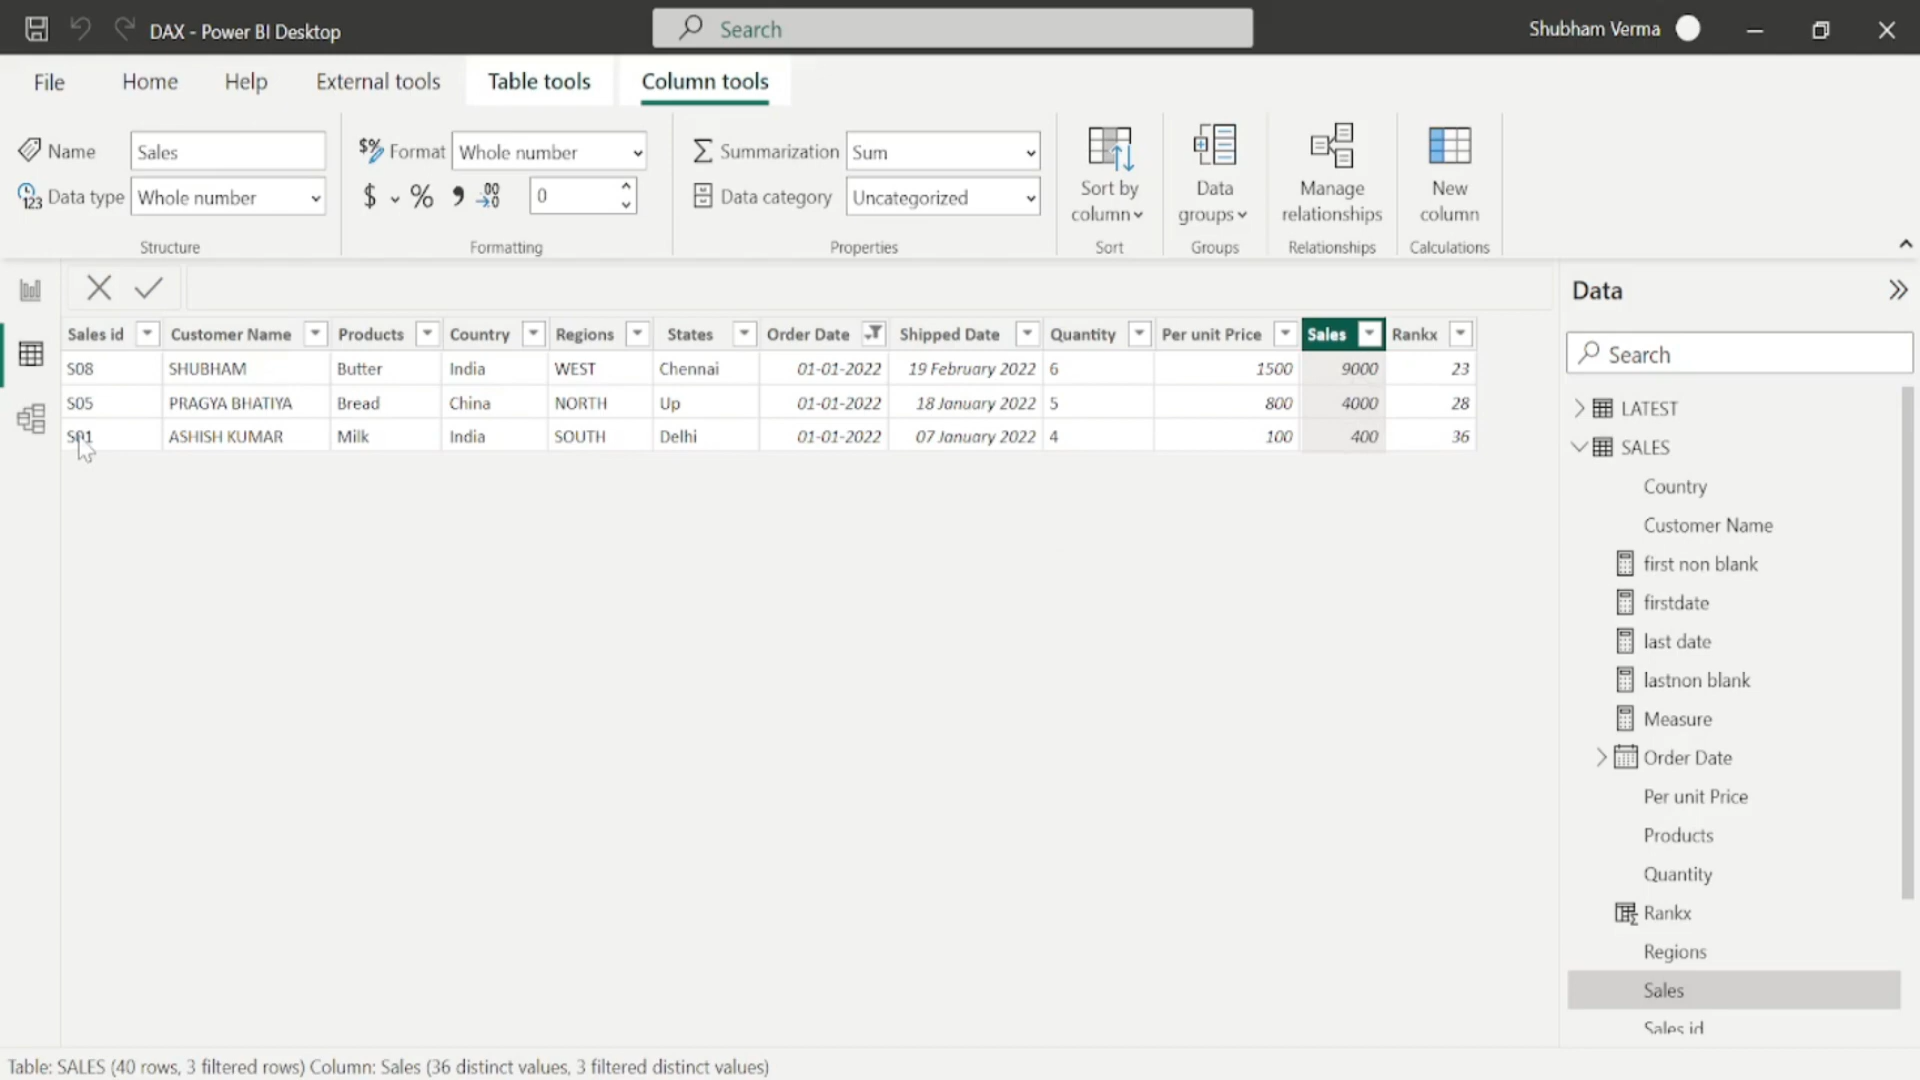 DAX - Power BI Desktop
Search
Shubham Verma
File Home Help External tools Table tools Column tools
Name Sales
Data type Whole number
Structure
Format Whole number
$ % 0
Formatting
Summarization Sum
Data category Uncategorized
Properties
Sort by
column
Sort
Data
groups
Groups
Manage
relationships
Relationships
New
column
Calculations
Sales id Customer Name Products Country Regions States Order Date Shipped Date Quantity Per unit Price Sales Rankx
S08 SHUBHAM Butter India WEST Chennai 01-01-2022 19 February 2022 6 1500 9000 23
S05 PRAGYA BHATIYA Bread China NORTH Up 01-01-2022 18 January 2022 5 800 4000 28
S01 ASHISH KUMAR Milk India SOUTH Delhi 01-01-2022 07 January 2022 4 100 400 36
Data
Search
LATEST
SALES
Country
Customer Name
first non blank
firstdate
last date
lastnon blank
Measure
Order Date
Per unit Price
Products
Quantity
Rankx
Regions
Sales
Sales id
Table: SALES (40 rows, 3 filtered rows) Column: Sales (36 distinct values, 3 filtered distinct values)